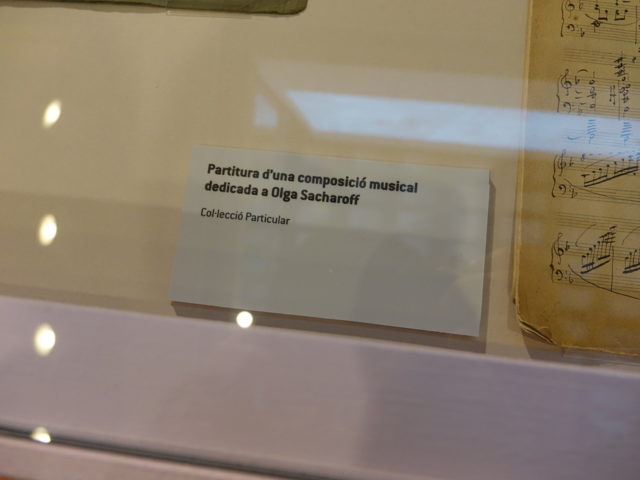 Partitura d'una composició musical
dedicada a Olga Sacharoff
Col·lecció Particular